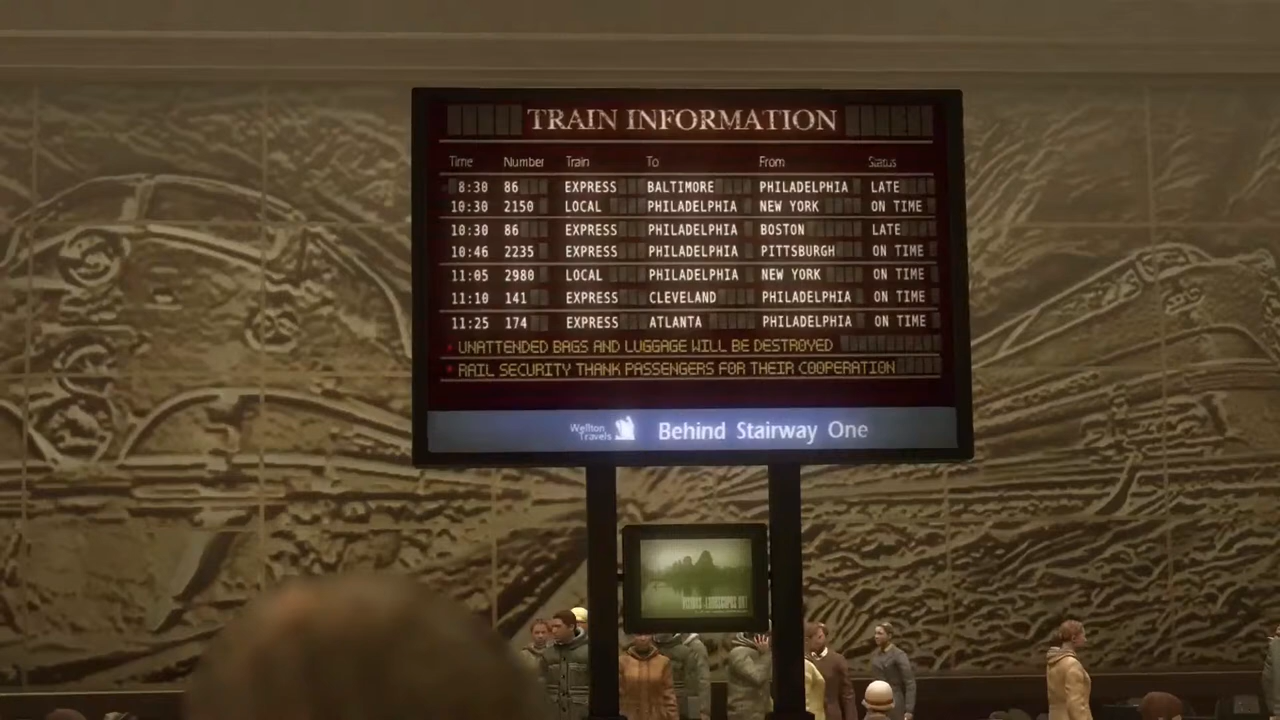 TRAIN INFORMATION
Time Number Train To From Status
8:30 86 EXPRESS BALTIMORE PHILADELPHIA LATE
10:30 2150 LOCAL PHILADELPHIA NEW YORK ON TIME
10:30 86 EXPRESS PHILADELPHIA BOSTON LATE
10:46 2235 EXPRESS PHILADELPHIA PITTSBURGH ON TIME
11:05 2980 LOCAL PHILADELPHIA NEW YORK ON TIME
11:10 141 EXPRESS CLEVELAND PHILADELPHIA ON TIME
11:25 174 EXPRESS ATLANTA PHILADELPHIA ON TIME
UNATTENDED BAGS AND LUGGAGE WILL BE DESTROYED
RAIL SECURITY THANK PASSENGERS FOR THEIR COOPERATION
Wellton Travels Behind Stairway One